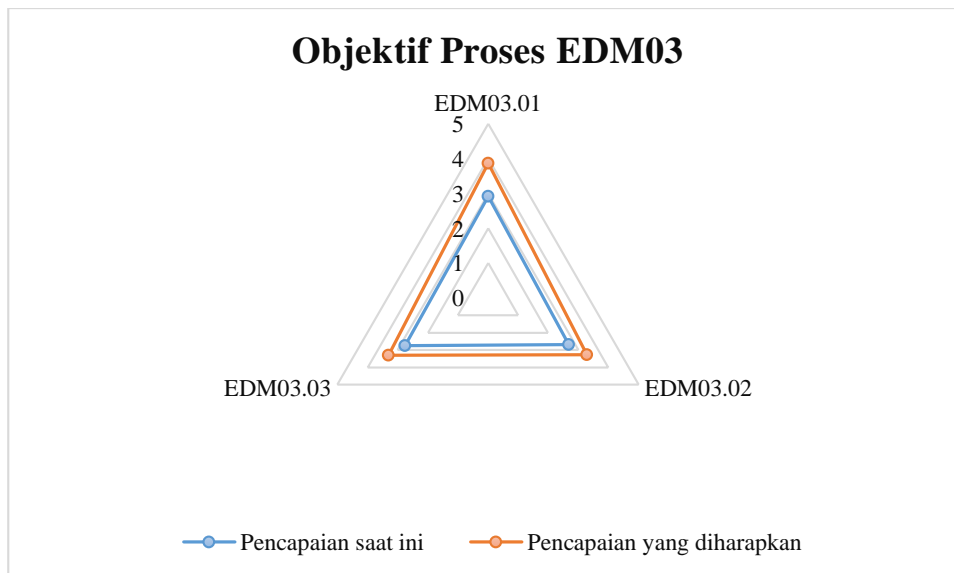 Objektif Proses EDM03
EDM03.01
5
4
3
2
1
0
EDM03.03
EDM03.02
Pencapaian saat ini
Pencapaian yang diharapkan